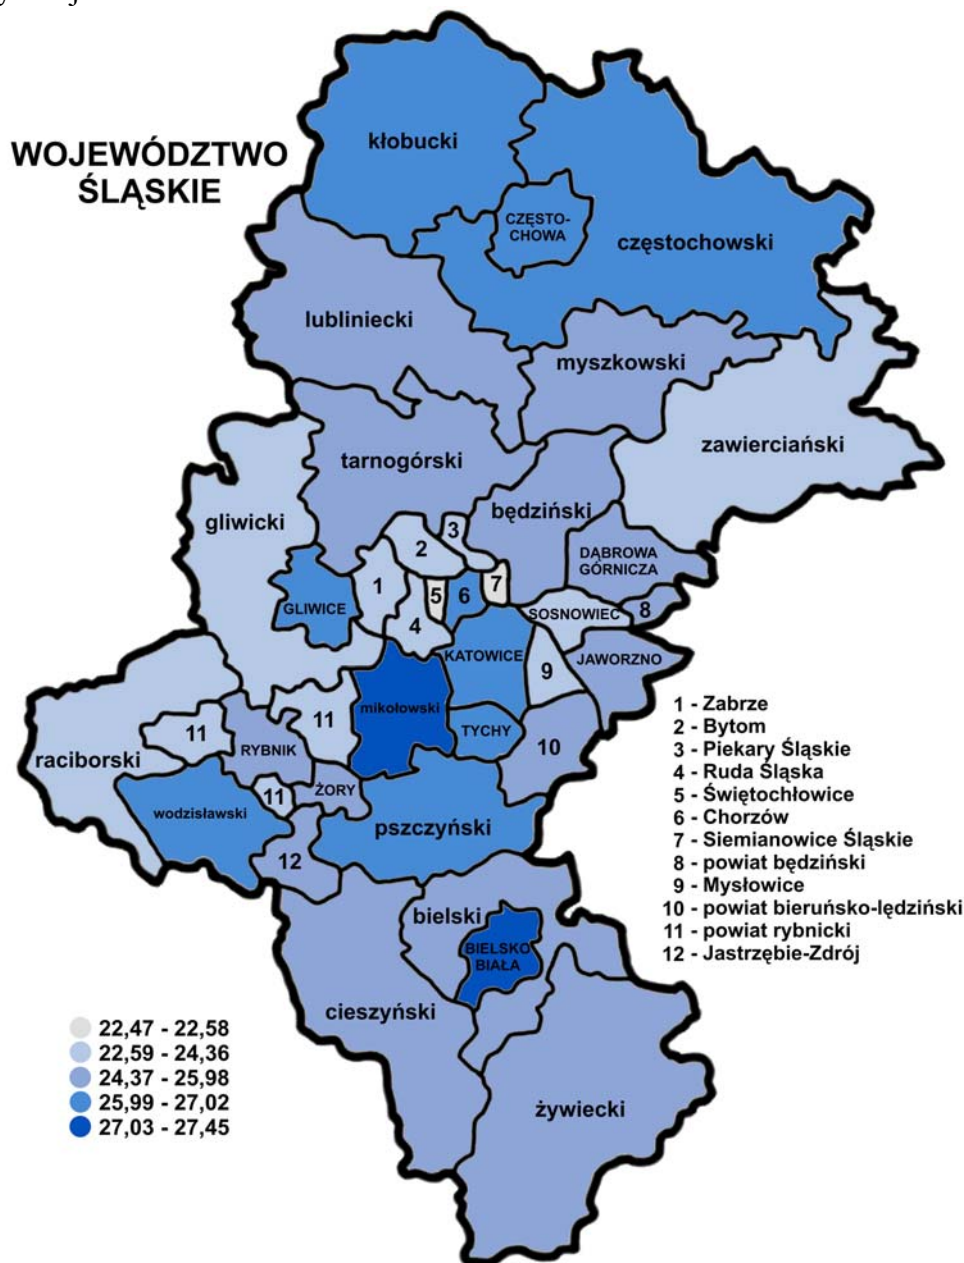 WOJEWÓDZTWO
ŚLĄSKIE
kłobucki
CZĘSTO-
CHOWA
częstochowski
lubliniecki
myszkowski
zawierciański
tarnogórski
będziński
gliwicki
3
2
DĄBROWA
GÓRNICZA
1
7
5
6
GLIWICE
SOSNOWIEC
8
4
KATOWICE
9
JAWORZNO
mikołowski
11
11
TYCHY
10
RYBNIK
raciborski
ŻORY
11
wodzisławski
pszczyński
12
bielski
BIELSKO
BIAŁA
cieszyński
żywiecki
1 - Zabrze
2 - Bytom
3 - Piekary Śląskie
4 - Ruda Śląska
5 - Świętochłowice
6 - Chorzów
7 - Siemianowice Śląskie
8 - powiat będziński
9 - Mysłowice
10 - powiat bieruńsko-lędziński
11 - powiat rybnicki
12 - Jastrzębie-Zdrój
22,47 - 22,58
22,59 - 24,36
24,37 - 25,98
25,99 - 27,02
27,03 - 27,45